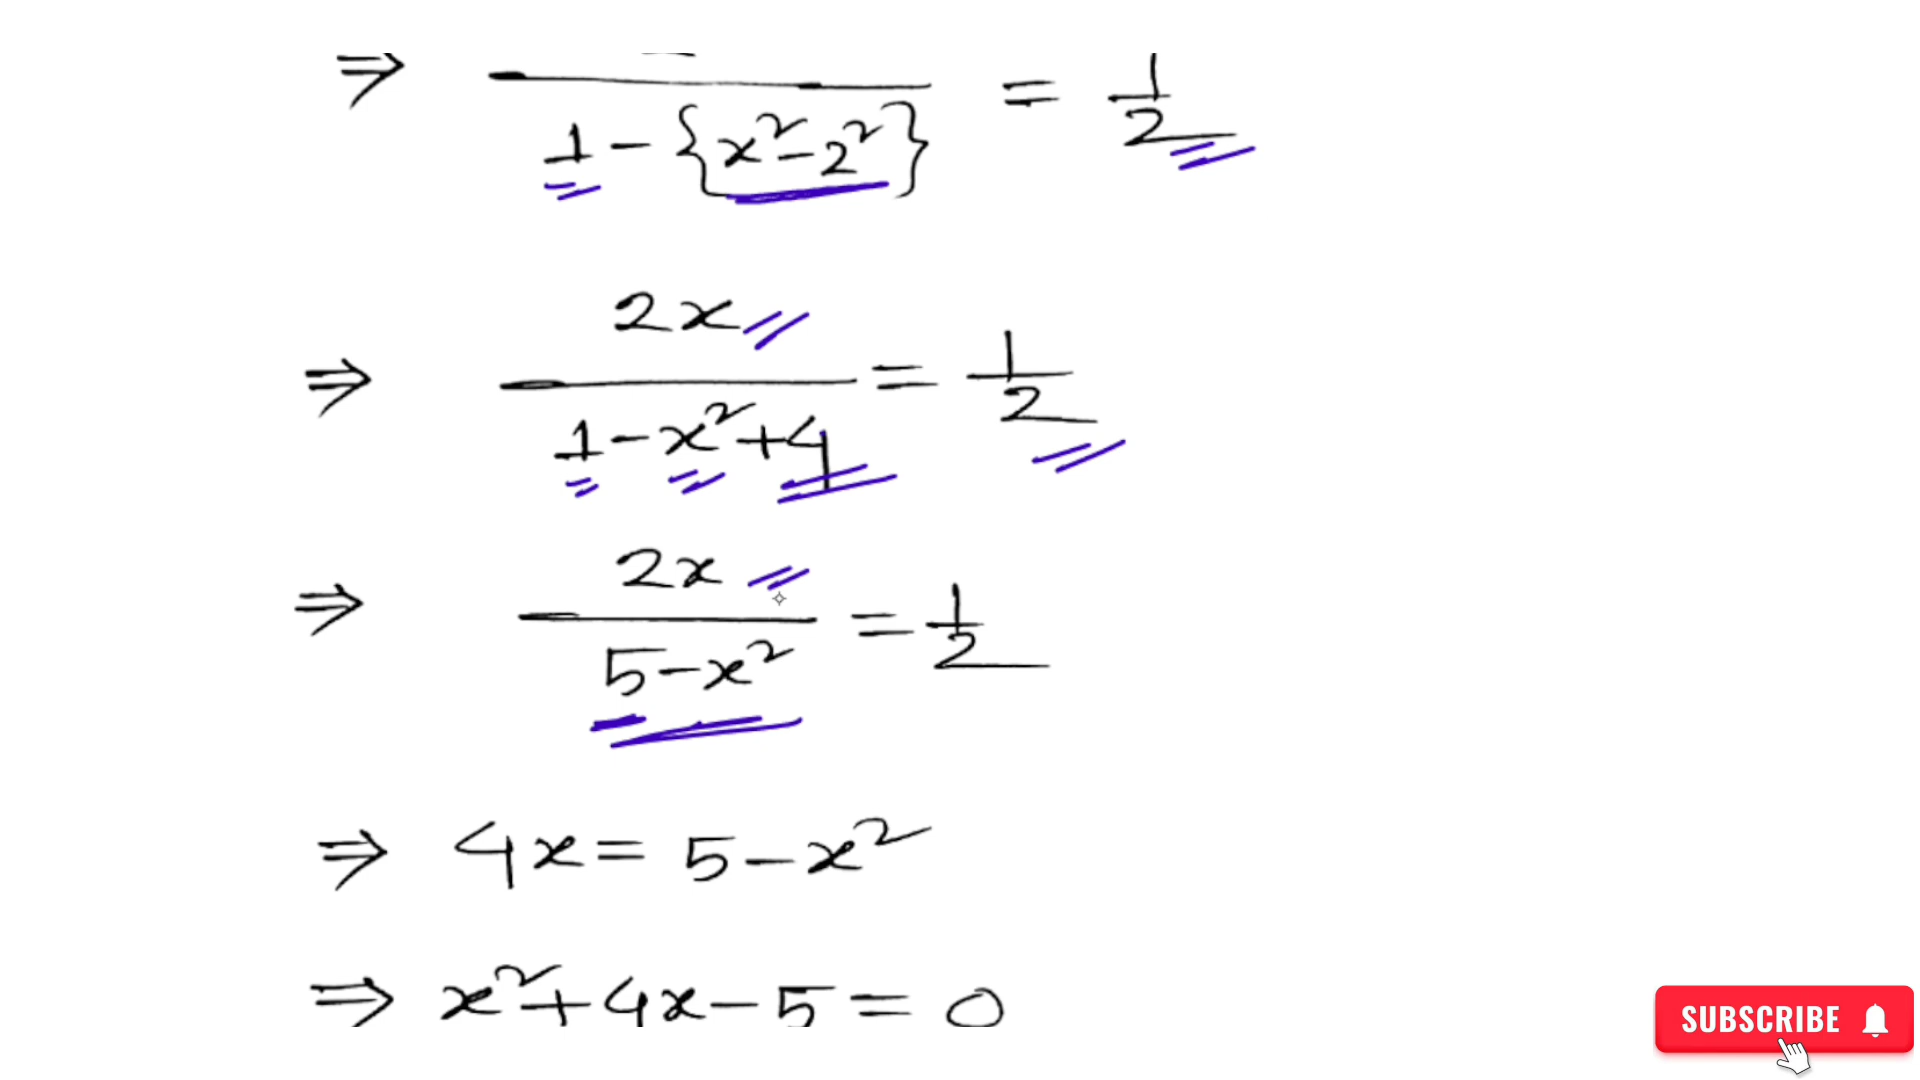 ⇒ ——— = 1/2
1 - {x² - 2²}
⇒ 2x / (1 - x² + 4) = 1/2
⇒ 2x / (5 - x²) = 1/2
⇒ 4x = 5 - x²
⇒ x² + 4x - 5 = 0
SUBSCRIBE